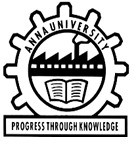 ANNA UNIVERSITY
PROGRESS THROUGH KNOWLEDGE